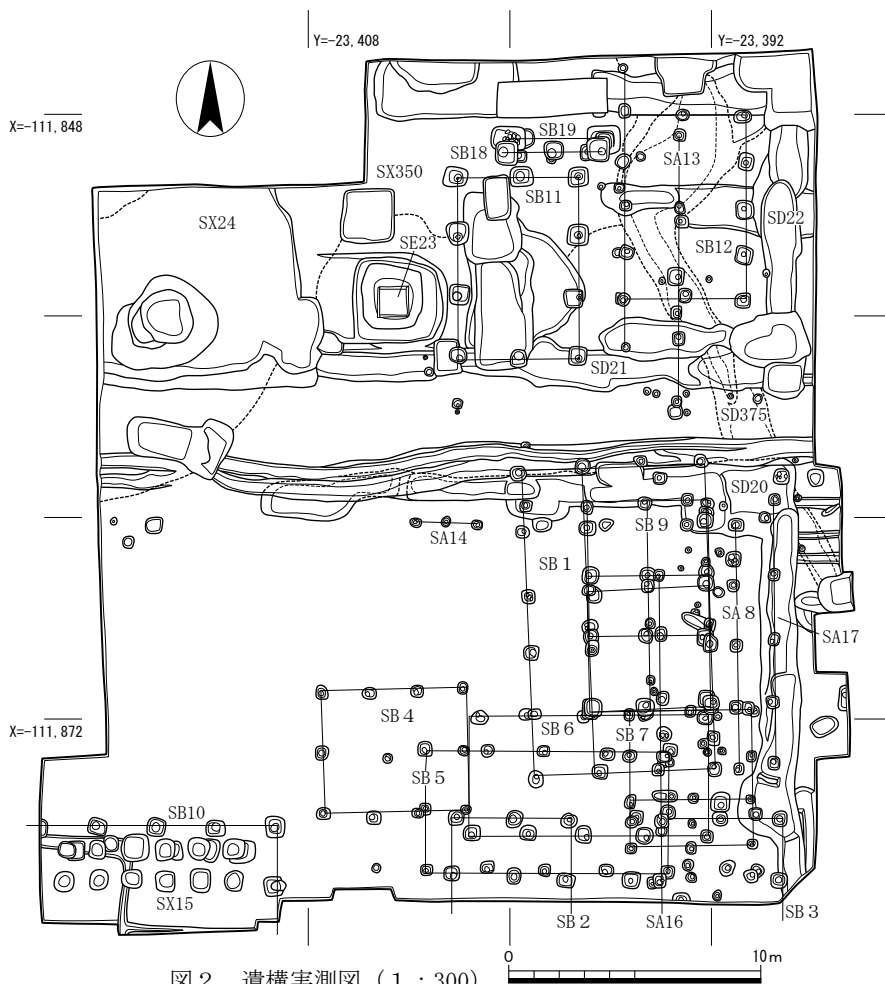 Y=-23,408
Y=-23,392
X=-111,848
SB19
SB18
SA13
SX350
SB11
SX24
SD22
SE23
SB12
SD21
SD375
SD20
SA14
SB 9
SB 1
SA 8
SA17
X=-111,872
SB 4
SB 6
SB 7
SB 5
SB10
SX15
SB 2
SA16
SB 3
0
10m
図２ 遺構実測図（１：300）